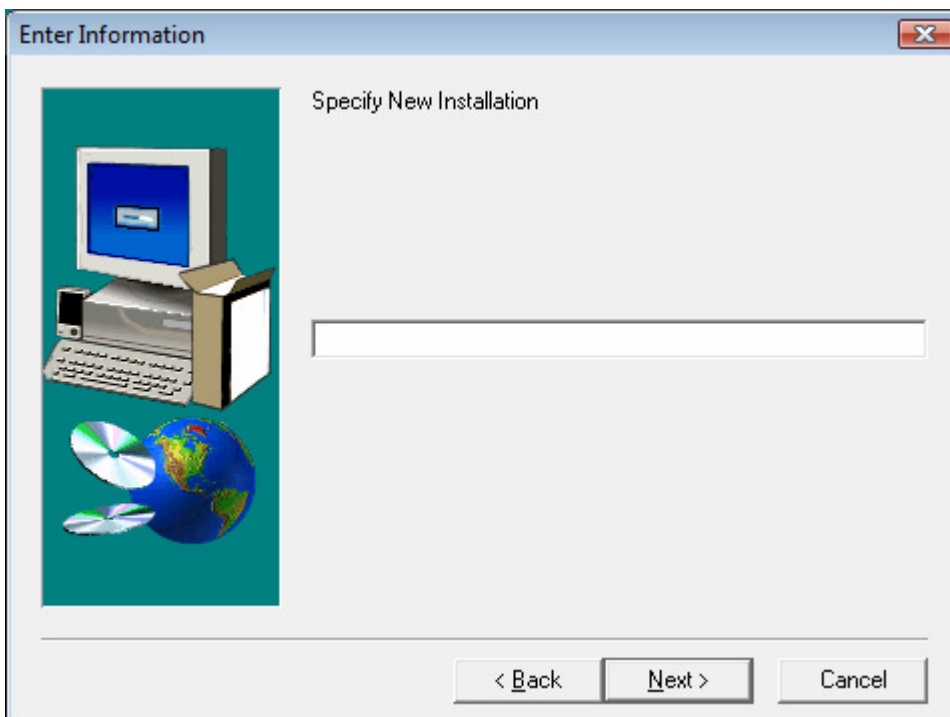 Enter Information
Specify New Installation
< Back
Next >
Cancel